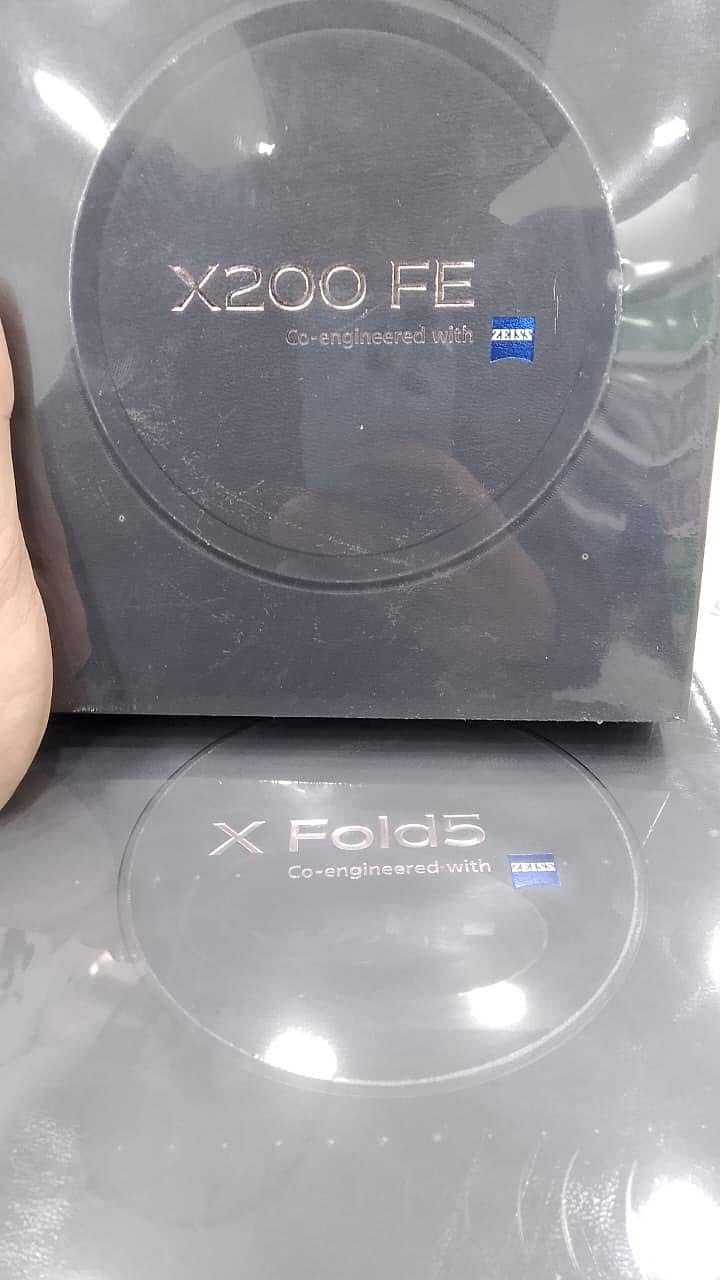 X200 FE
Co-engineered with ZEISS
X Fold5
Co-engineered with ZEISS